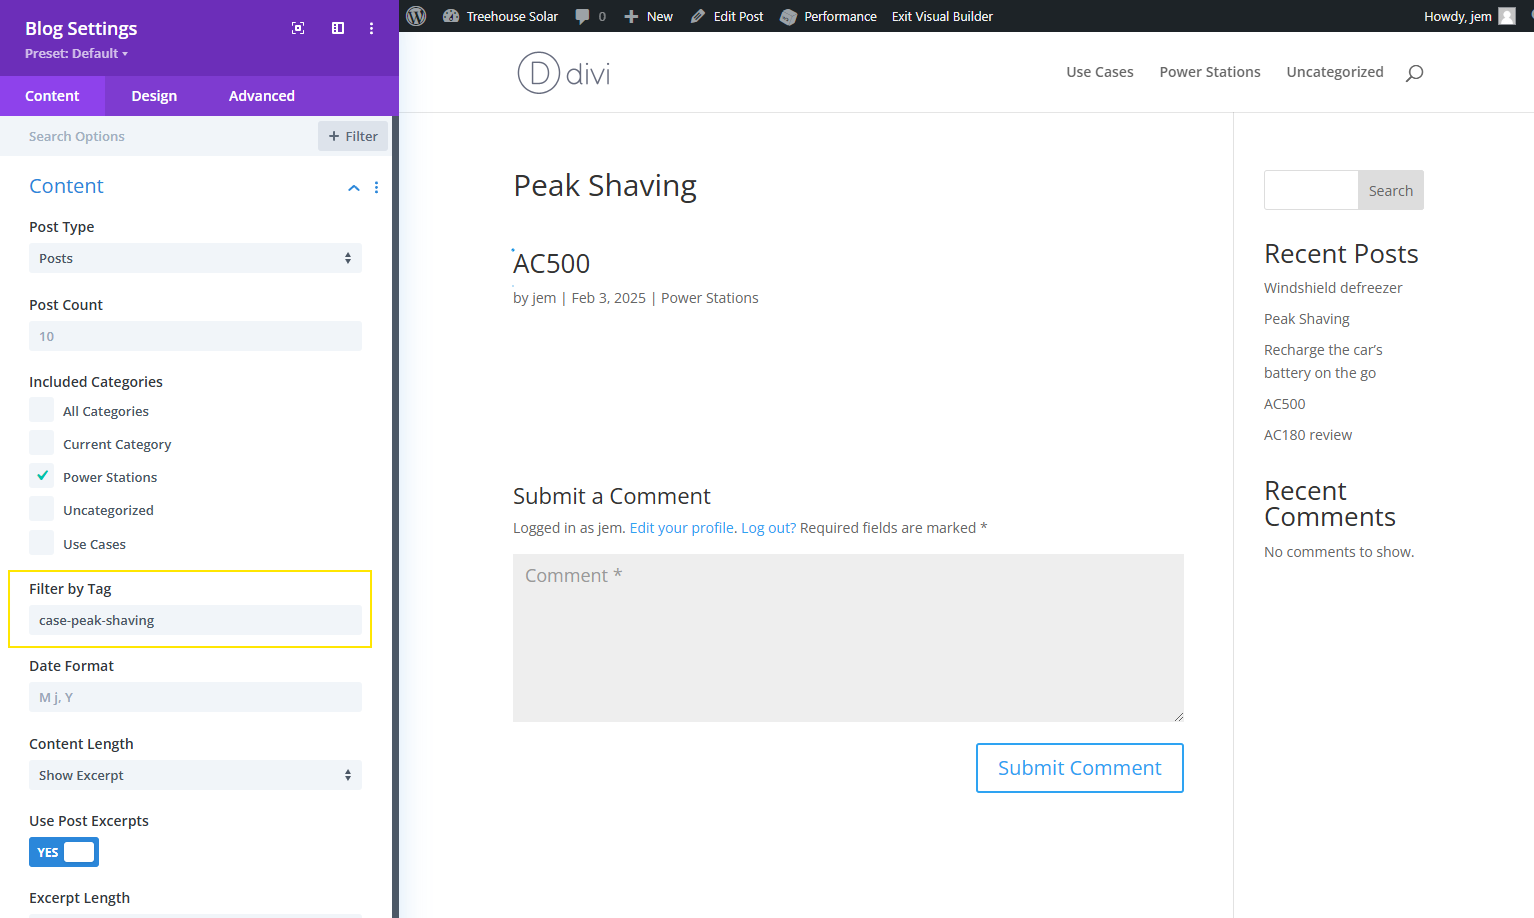 Blog Settings
Preset: Default
Content Design Advanced
Search Options
+ Filter
Content
Post Type
Posts
Post Count
10
Included Categories
All Categories
Current Category
Power Stations
Uncategorized
Use Cases
Filter by Tag
case-peak-shaving
Date Format
M j, Y
Content Length
Show Excerpt
Use Post Excerpts
YES
Excerpt Length
Treehouse Solar 0 New Edit Post Performance Exit Visual Builder Howdy, jem
D divi
Use Cases Power Stations Uncategorized
Peak Shaving
AC500
by jem | Feb 3, 2025 | Power Stations
Submit a Comment
Logged in as jem. Edit your profile. Log out? Required fields are marked *
Comment *
Submit Comment
Search
Recent Posts
Windshield defreezer
Peak Shaving
Recharge the car’s
battery on the go
AC500
AC180 review
Recent
Comments
No comments to show.